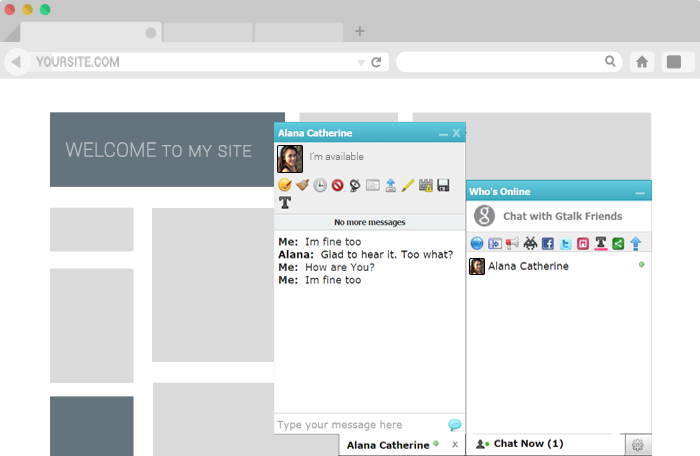 YOURSITE.COM
WELCOME TO MY SITE
Alana Catherine
I'm available
No more messages
Me: Im fine too
Alana: Glad to hear it. Too what?
Me: How are You?
Me: Im fine too
Type your message here
Alana Catherine x
Who's Online
Chat with Gtalk Friends
Alana Catherine
Chat Now (1)